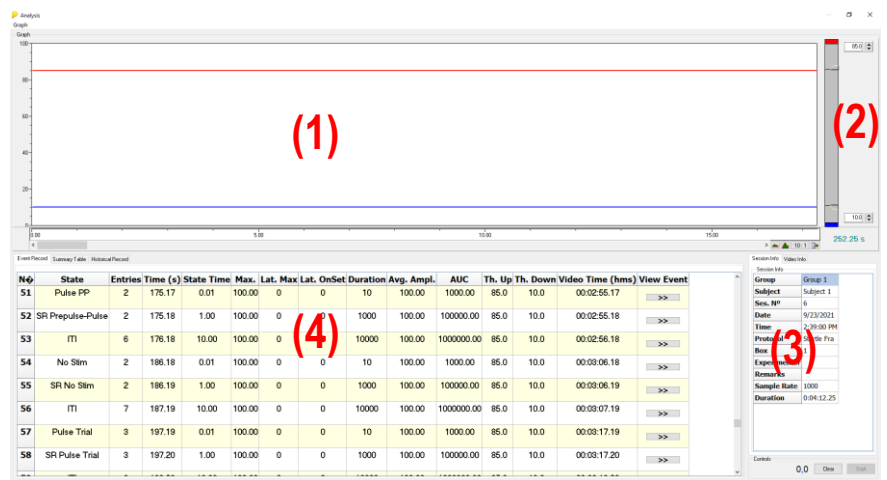 Analysis
Graph
Graph
100
80
60
40
20
0
0.00 5.00 10.00 15.00
(1)
85.0
(2)
10.0
10: 1
252.25 s
Event Record Summary Table Historical Record
N� State Entries Time (s) State Time Max. Lat. Max Lat. OnSet Duration Avg. Ampl. AUC Th. Up Th. Down Video Time (hms) View Event
51 Pulse PP 2 175.17 0.01 100.00 0 0 10 100.00 1000.00 85.0 10.0 00:02:55.17 >>
52 SR Prepulse-Pulse 2 175.18 1.00 100.00 0 0 1000 100.00 100000.00 85.0 10.0 00:02:55.18 >>
53 ITI 6 176.18 10.00 100.00 0 0 10000 100.00 1000000.00 85.0 10.0 00:02:56.18 >>
54 No Stim 2 186.18 0.01 100.00 0 0 10 100.00 1000.00 85.0 10.0 00:03:06.18 >>
55 SR No Stim 2 186.19 1.00 100.00 0 0 1000 100.00 100000.00 85.0 10.0 00:03:06.19 >>
56 ITI 7 187.19 10.00 100.00 0 0 10000 100.00 1000000.00 85.0 10.0 00:03:07.19 >>
57 Pulse Trial 3 197.19 0.01 100.00 0 0 10 100.00 1000.00 85.0 10.0 00:03:17.19 >>
58 SR Pulse Trial 3 197.20 1.00 100.00 0 0 1000 100.00 100000.00 85.0 10.0 00:03:17.20 >>
(4)
Session Info Video Info
Session Info
Group Group 1
Subject Subject 1
Ses. Nº 6
Date 9/23/2021
Time 2:39:00 PM
Protocol Fra
Box 1
Remarks
Sample Rate 1000
Duration 0:04:12.25
(3)
Controls
0,0 Clear Start